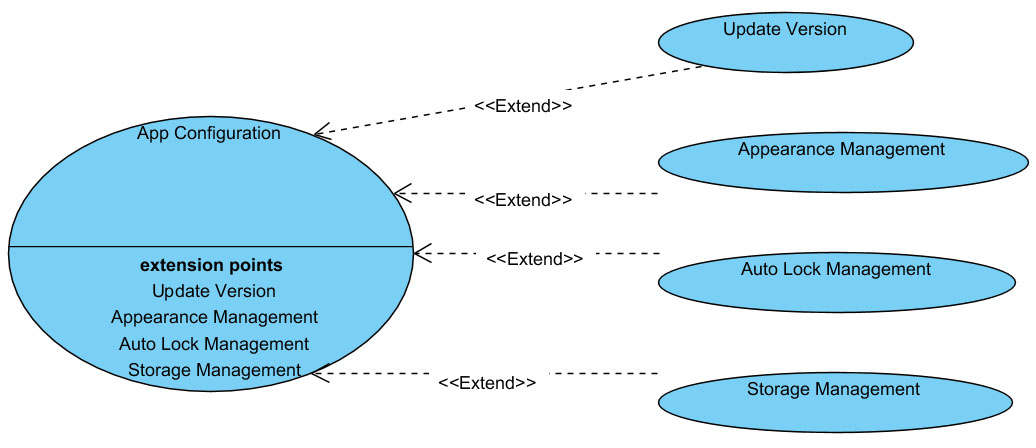 Update Version
<<Extend>>
App Configuration
Appearance Management
<<Extend>>
<<Extend>>
extension points
Update Version
Appearance Management
Auto Lock Management
Storage Management
Auto Lock Management
<<Extend>>
Storage Management